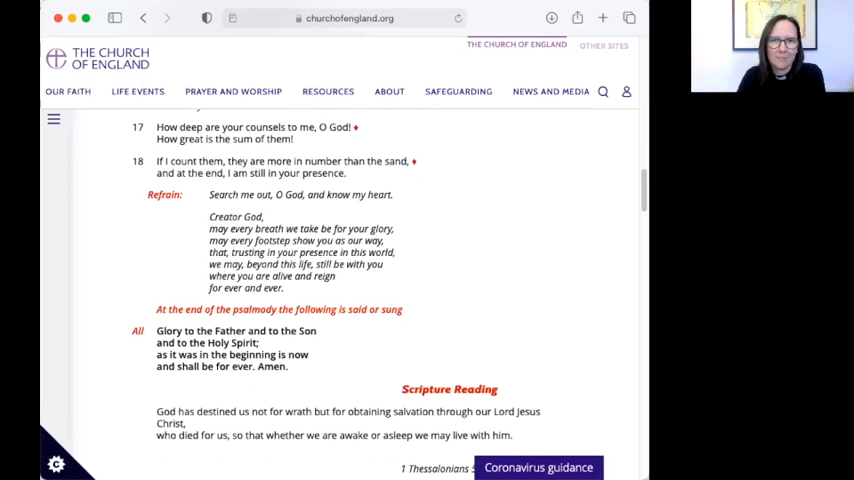 churchofengland.org
THE CHURCH OF ENGLAND
OTHER SITES
THE CHURCH
OF ENGLAND
OUR FAITH
LIFE EVENTS
PRAYER AND WORSHIP
RESOURCES
ABOUT
SAFEGUARDING
NEWS AND MEDIA
17 How deep are your counsels to me, O God! ♦
How great is the sum of them!
18 If I count them, they are more in number than the sand, ♦
and at the end, I am still in your presence.
Refrain: Search me out, O God, and know my heart.
Creator God,
may every breath we take be for your glory,
may every footstep show you as our way,
that, trusting in your presence in this world,
we may, beyond this life, still be with you
where you are alive and reign
for ever and ever.
At the end of the psalmody the following is said or sung
All Glory to the Father and to the Son
and to the Holy Spirit;
as it was in the beginning is now
and shall be for ever. Amen.
Scripture Reading
God has destined us not for wrath but for obtaining salvation through our Lord Jesus
Christ,
who died for us, so that whether we are awake or asleep we may live with him.
1 Thessalonians
Coronavirus guidance